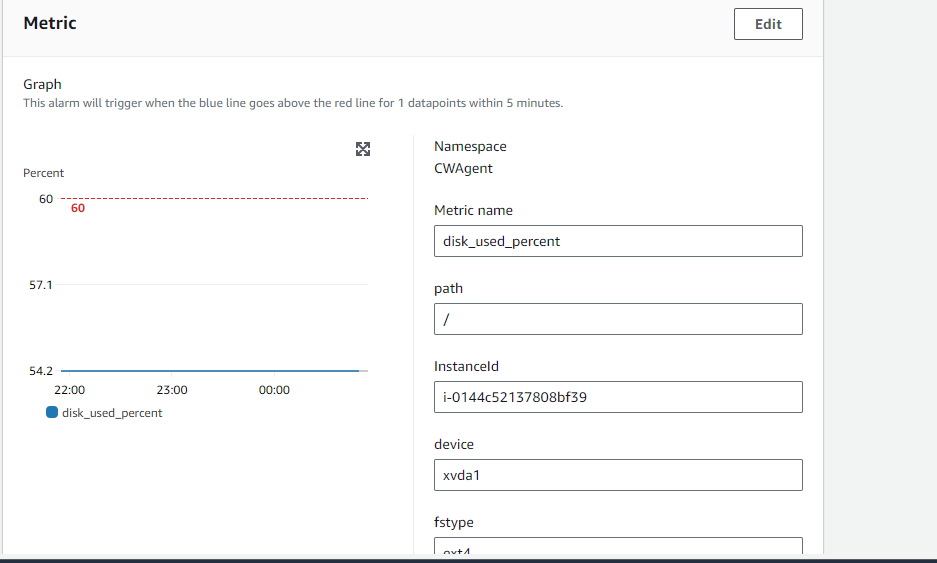 Metric
Edit
Graph
This alarm will trigger when the blue line goes above the red line for 1 datapoints within 5 minutes.
Percent
60
60
57.1
54.2
22:00 23:00 00:00
disk_used_percent
Namespace
CWAgent
Metric name
disk_used_percent
path
/
InstanceId
i-0144c52137808bf39
device
xvda1
fstype
ext4